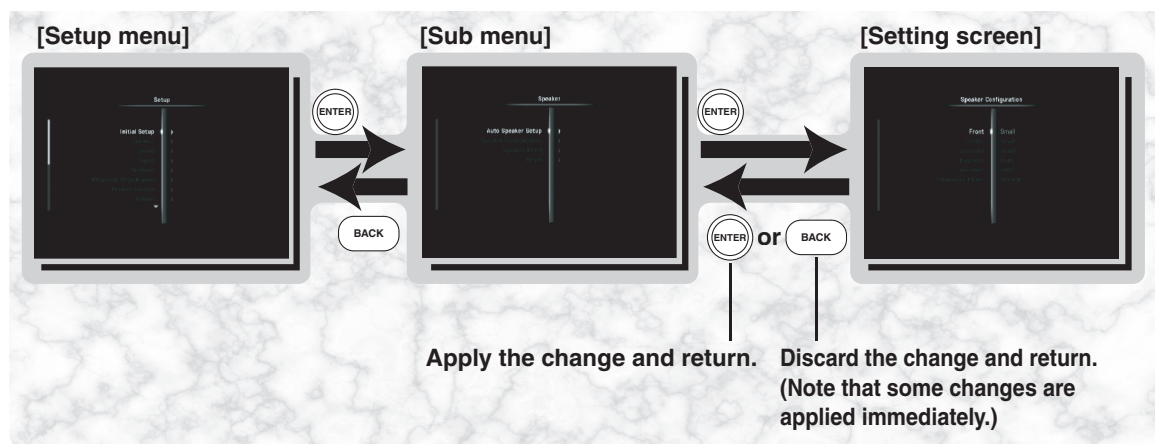 [Setup menu]
[Sub menu]
[Setting screen]
Setup
Initial Setup
Speaker
Auto Speaker Setup
Speaker Configuration
Front Small
ENTER
ENTER
BACK
ENTER or BACK
Apply the change and return.
Discard the change and return.
(Note that some changes are
applied immediately.)